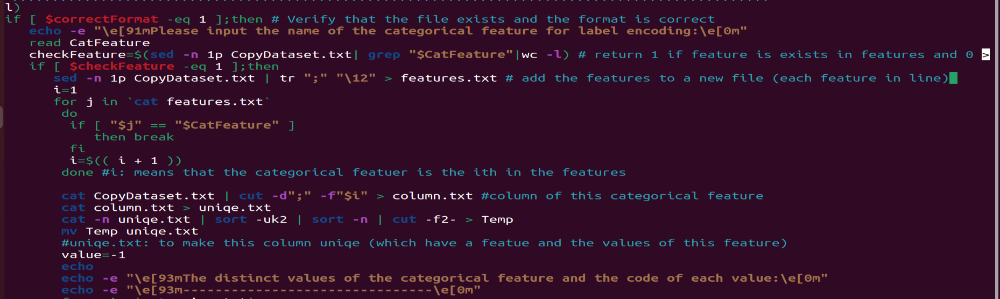 l)
if [ $correctFormat -eq 1 ];then # Verify that the file exists and the format is correct
echo -e "\e[91mPlease input the name of the categorical feature for label encoding:\e[0m"
read CatFeature
checkFeature=$(sed -n 1p CopyDataset.txt| grep "$CatFeature"|wc -l) # return 1 if feature is exists in features and 0 >
if [ $checkFeature -eq 1 ];then
sed -n 1p CopyDataset.txt | tr ";" "\12" > features.txt # add the features to a new file (each feature in line)
i=1
for j in `cat features.txt`
do
if [ "$j" == "$CatFeature" ]
then break
fi
i=$(( i + 1 ))
done #i: means that the categorical featuer is the ith in the features
cat CopyDataset.txt | cut -d";" -f"$i" > column.txt #column of this categorical feature
cat column.txt > uniqe.txt
cat -n uniqe.txt | sort -uk2 | sort -n | cut -f2- > Temp
mv Temp uniqe.txt
#uniqe.txt: to make this column uniqe (which have a featue and the values of this feature)
value=-1
echo
echo -e "\e[93mThe distinct values of the categorical feature and the code of each value:\e[0m"
echo -e "\e[93m-------------------------------\e[0m"